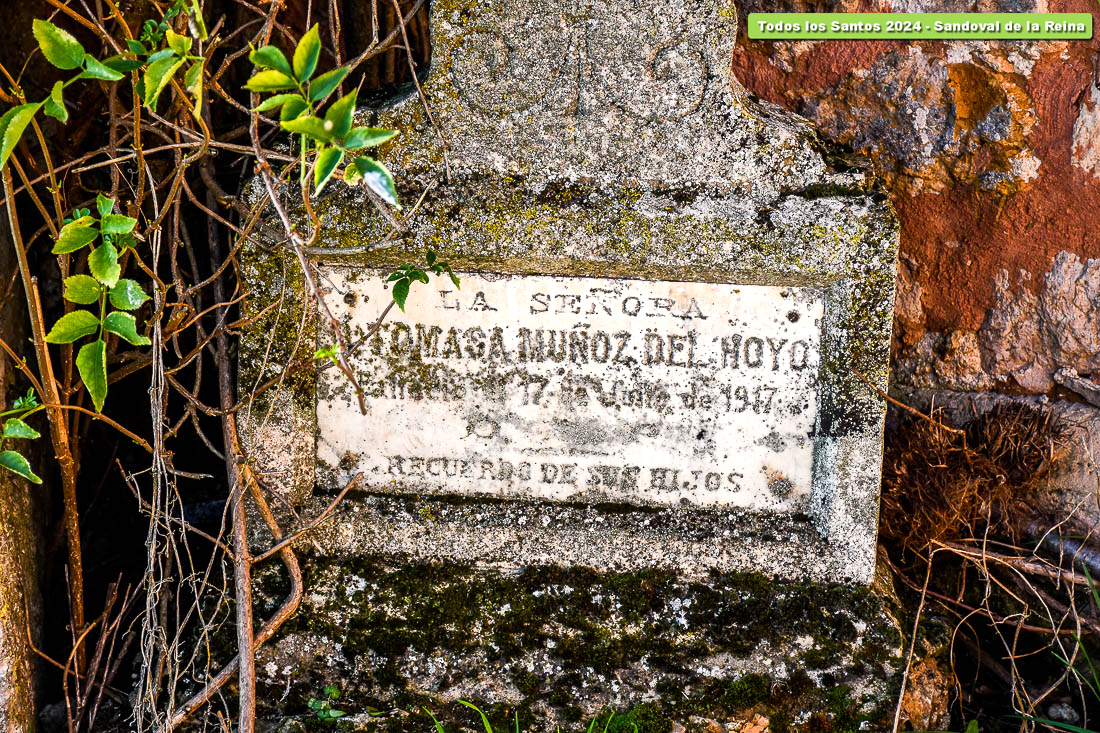 Todos los Santos 2024 - Sandoval de la Reina
LA SEÑORA
TOMASA MUÑOZ DEL HOYO
17 de Julio de 1917
RECUERDO DE SUS HIJOS